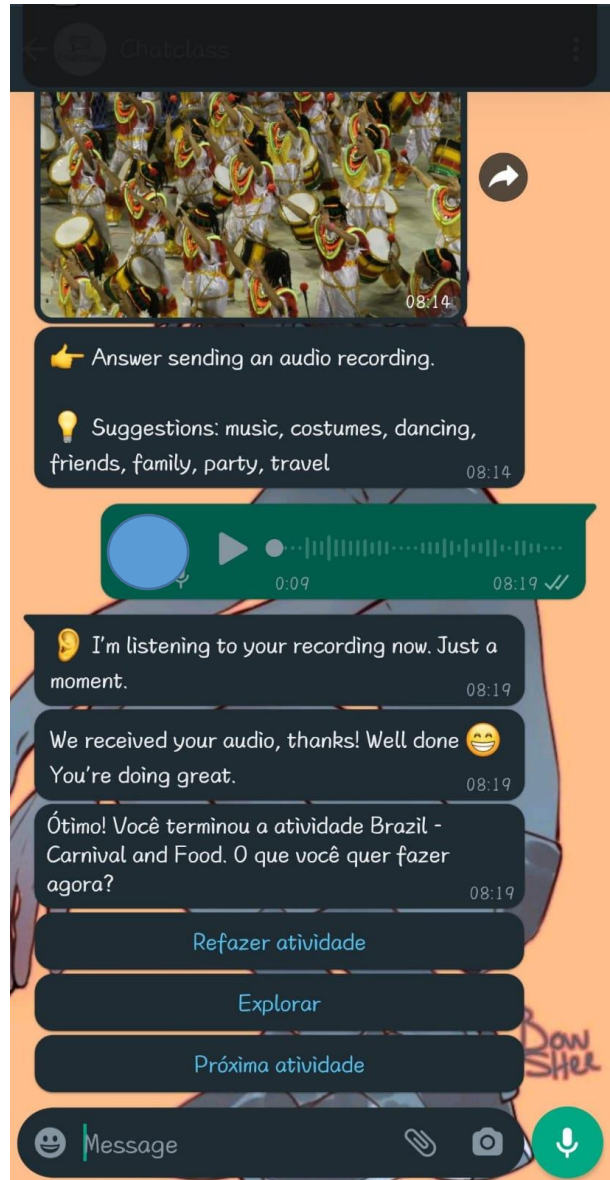 Chatclass
08:14
👉 Answer sending an audio recording.
💡 Suggestions: music, costumes, dancing,
friends, family, party, travel
08:14
0:09
08:19
👂 I'm listening to your recording now. Just a
moment.
08:19
We received your audio, thanks! Well done 😁
You're doing great.
08:19
Ótimo! Você terminou a atividade Brazil -
Carnival and Food. O que você quer fazer
agora?
08:19
Refazer atividade
Explorar
Próxima atividade
Bow
SHee
Message